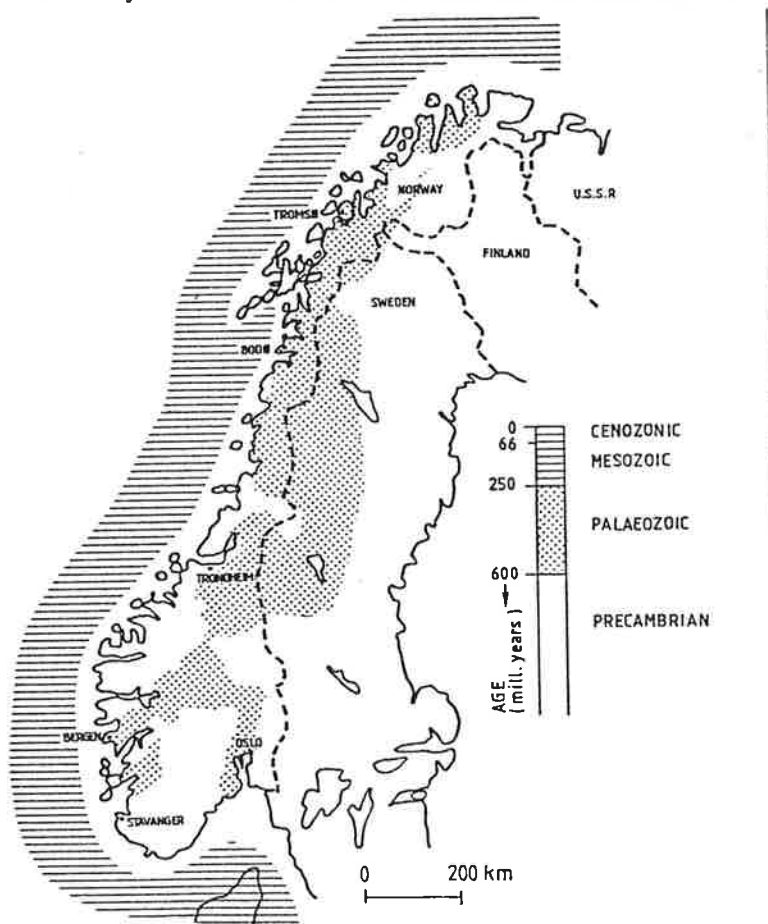 NORWAY
U.S.S.R
TROMSØ
FINLAND
SWEDEN
BODØ
0
66
250
600
CENOZONIC
MESOZOIC
PALAEOZOIC
PRECAMBRIAN
AGE
(mill. years)
TRONDHEIM
BERGEN
OSLO
STAVANGER
0 200 km